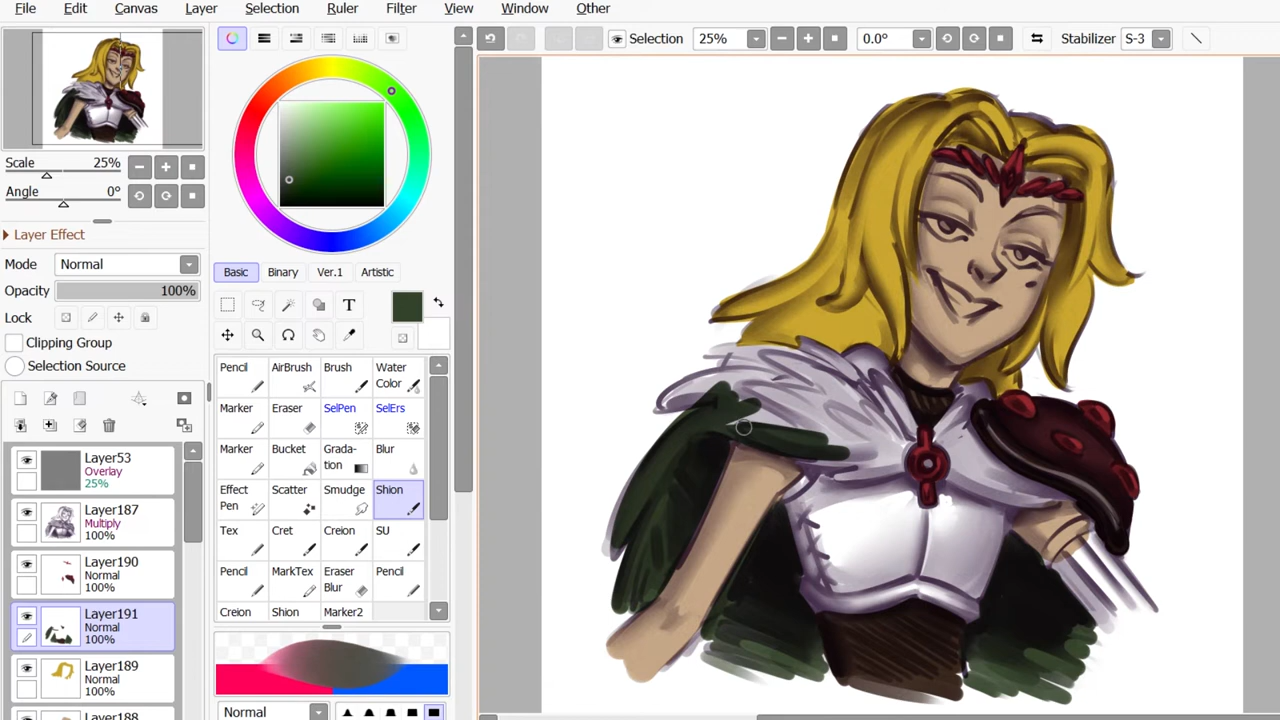 File Edit Canvas Layer Selection Ruler Filter View Window Other
Selection 25% 0.0° Stabilizer S-3
Scale 25%
Angle 0°
Layer Effect
Mode Normal
Opacity 100%
Lock
Clipping Group
Selection Source
Layer53
Overlay
25%
Layer187
Multiply
100%
Layer190
Normal
100%
Layer191
Normal
100%
Layer189
Normal
100%
Layer188
Basic Binary Ver.1 Artistic
T
Pencil AirBrush Brush Water
Color
Marker Eraser SelPen SelErs
Marker Bucket Grada- Blur
tion
Effect Scatter Smudge Shion
Pen
Tex Cret Creion SU
Pencil MarkTex Eraser Pencil
Blur
Creion Shion Marker2
Normal